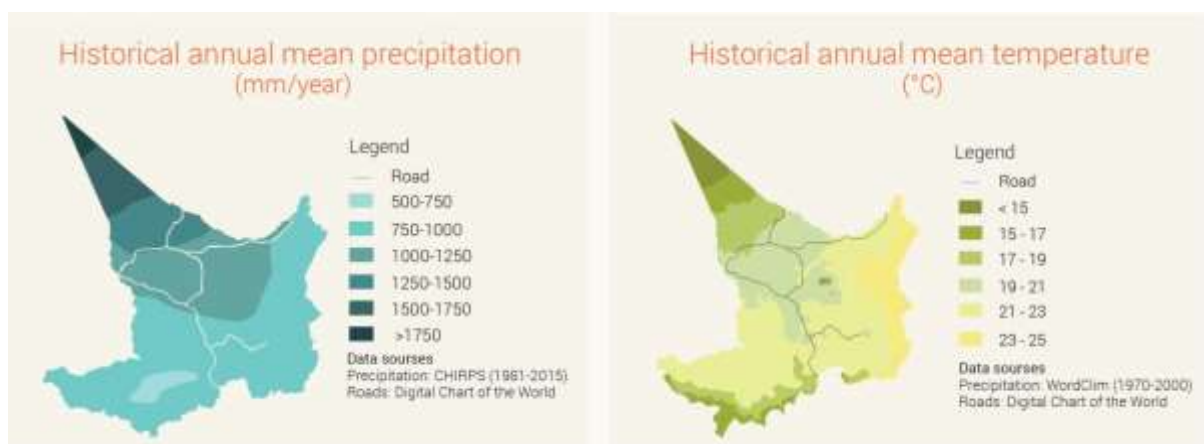 Historical annual mean precipitation
(mm/year)
Legend
Road
500-750
750-1000
1000-1250
1250-1500
1500-1750
>1750
Data sourses
Precipitation: CHIRPS (1981-2015)
Roads: Digital Chart of the World
Historical annual mean temperature
(°C)
Legend
Road
< 15
15 - 17
17 - 19
19 - 21
21 - 23
23 - 25
Data sourses
Precipitation: WordClim (1970-2000)
Roads: Digital Chart of the World